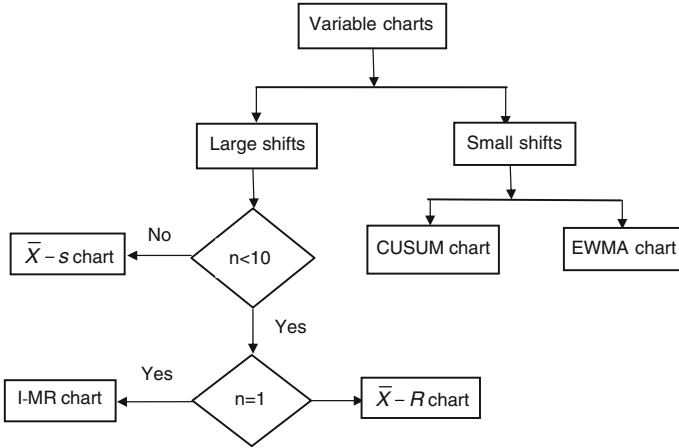 Variable charts
Large shifts
Small shifts
No
X̅ – s chart
n<10
CUSUM chart
EWMA chart
Yes
Yes
I-MR chart
n=1
X̅ – R chart